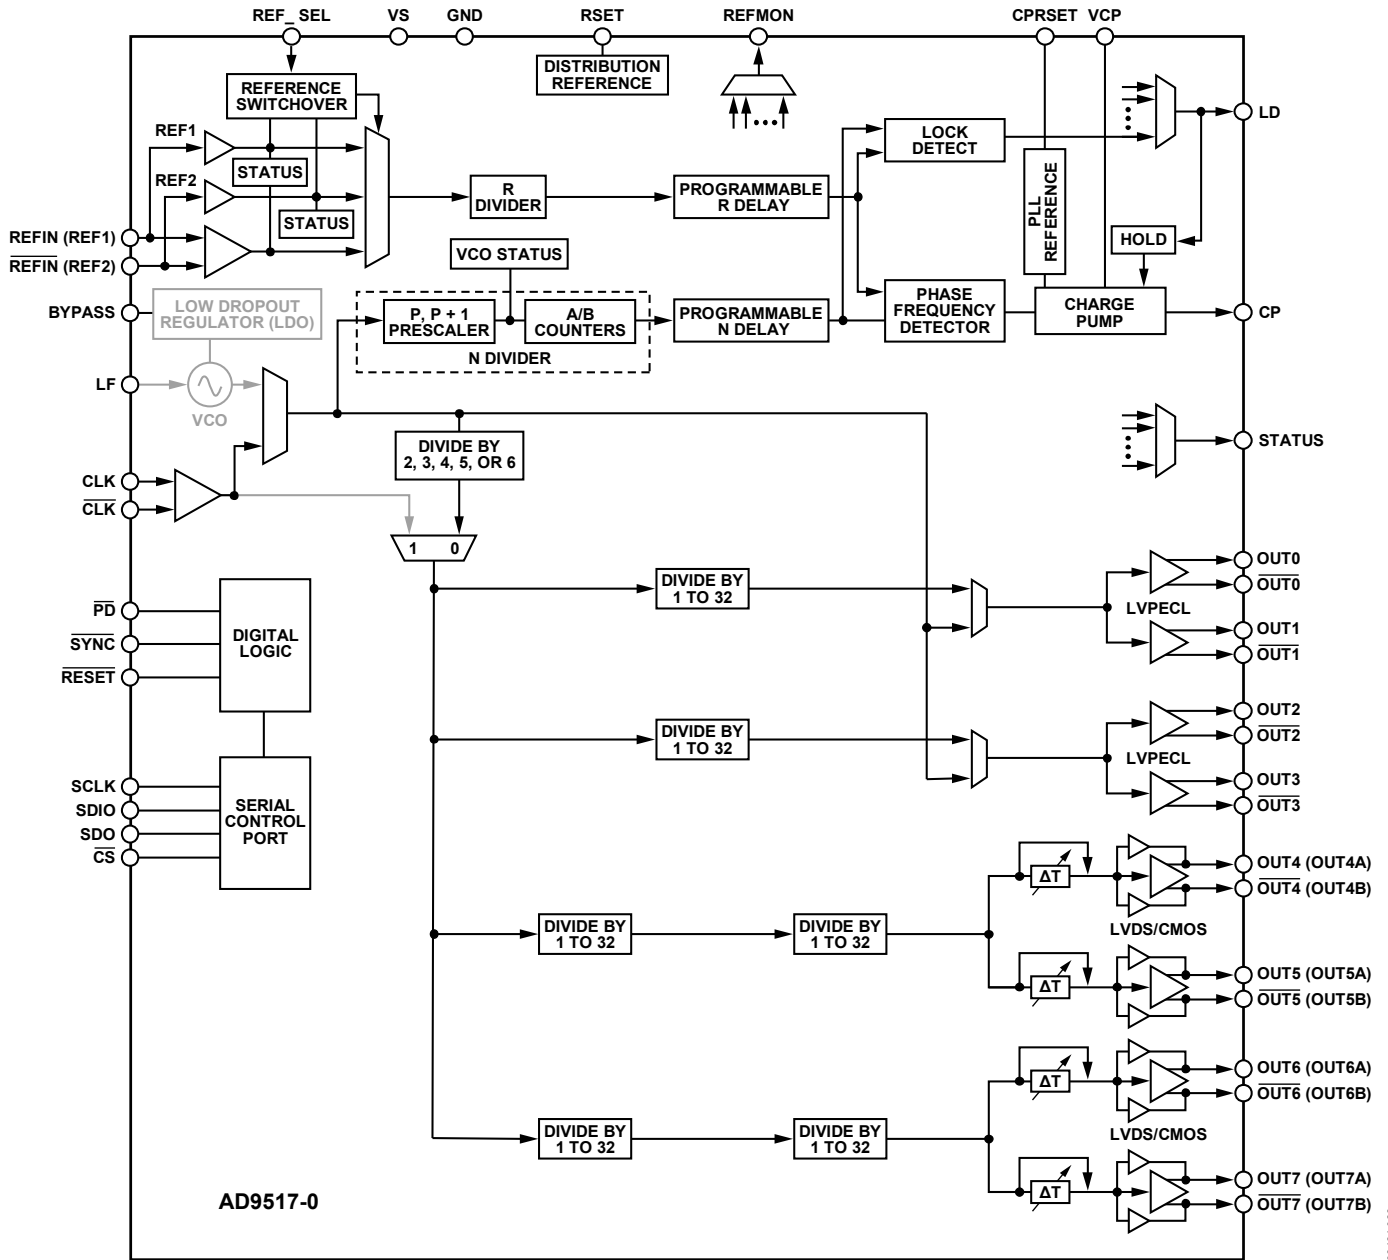 REF_ SEL
VS
GND
RSET
REFMON
CPRSET
VCP
DISTRIBUTION
REFERENCE
REFERENCE
SWITCHOVER
LD
REF1
LOCK
DETECT
STATUS
REF2
R
DIVIDER
PROGRAMMABLE
R DELAY
PLL
REFERENCE
STATUS
REFIN (REF1)
REFIN (REF2)
VCO STATUS
HOLD
BYPASS
LOW DROPOUT
REGULATOR (LDO)
P, P + 1
PRESCALER
A/B
COUNTERS
PROGRAMMABLE
N DELAY
PHASE
FREQUENCY
DETECTOR
CHARGE
PUMP
CP
N DIVIDER
LF
VCO
DIVIDE BY
2, 3, 4, 5, OR 6
STATUS
CLK
CLK
1
0
OUT0
DIVIDE BY
1 TO 32
OUT0
PD
LVPECL
DIGITAL
LOGIC
SYNC
OUT1
OUT1
RESET
OUT2
DIVIDE BY
1 TO 32
OUT2
LVPECL
SCLK
OUT3
SDIO
SERIAL
CONTROL
PORT
OUT3
SDO
CS
OUT4 (OUT4A)
ΔT
OUT4 (OUT4B)
DIVIDE BY
1 TO 32
DIVIDE BY
1 TO 32
LVDS/CMOS
OUT5 (OUT5A)
ΔT
OUT5 (OUT5B)
OUT6 (OUT6A)
ΔT
OUT6 (OUT6B)
DIVIDE BY
1 TO 32
DIVIDE BY
1 TO 32
LVDS/CMOS
OUT7 (OUT7A)
ΔT
OUT7 (OUT7B)
AD9517-0